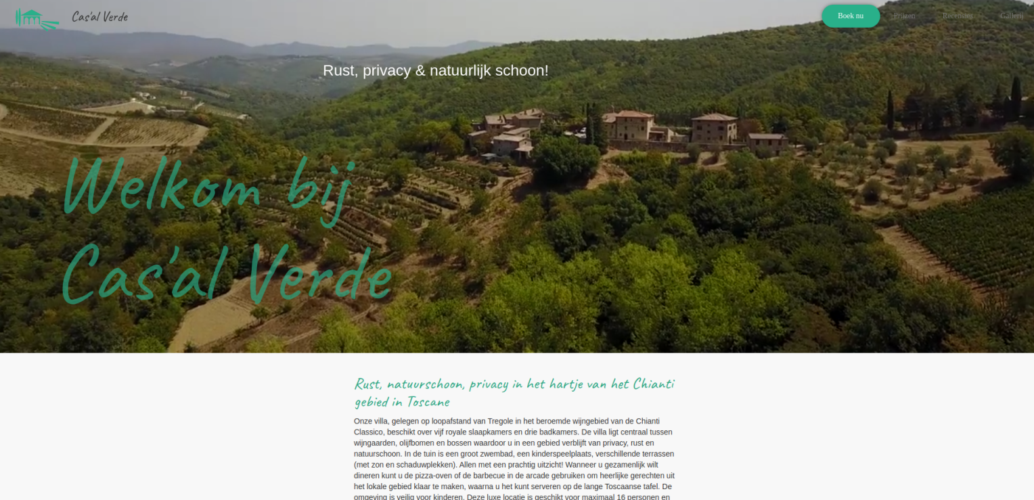 Cas'al Verde
Boek nu
Rust, privacy & natuurlijk schoon!
Welkom bij
Cas'al Verde
Rust, natuurschoon, privacy in het hartje van het Chianti
gebied in Toscane
Onze villa, gelegen op loopafstand van Tregole in het beroemde wijngebied van de Chianti
Classico, beschikt over vijf royale slaapkamers en drie badkamers. De villa ligt centraal tussen
wijngaarden, olijfbomen en bossen waardoor u in een gebied verblijft van privacy, rust en
natuurschoon. In de tuin is een groot zwembad, een kinderspeelplaats, verschillende terrassen
(met zon en schaduwplekken). Allen met een prachtig uitzicht! Wanneer u gezamenlijk wilt
dineren kunt u de pizza-oven of de barbecue in de arcade gebruiken om heerlijke gerechten uit
het lokale gebied klaar te maken, waarna u het kunt serveren op de lange Toscaanse tafel. De
omgeving is veilig voor kinderen. Deze luxe locatie is geschikt voor maximaal 16 personen en